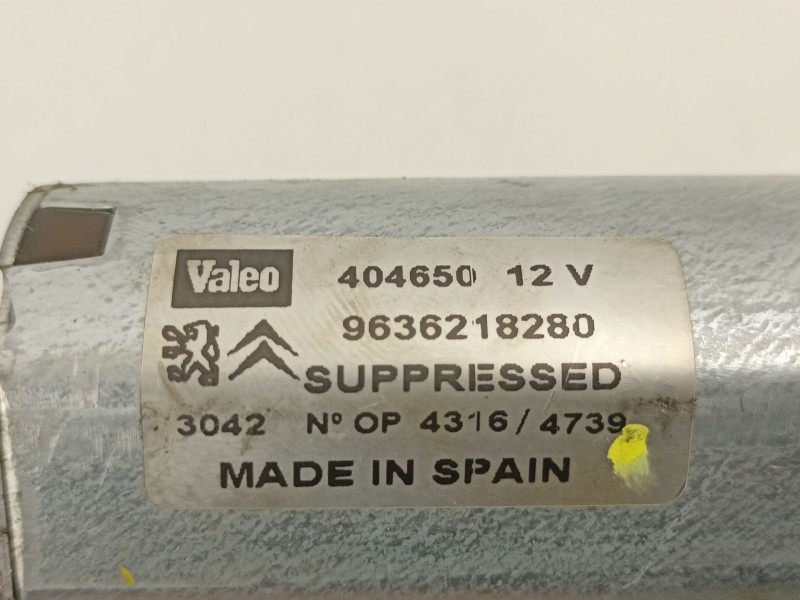 Valeo 404650 12 V
9636218280
SUPPRESSED
3042 Nº OP 4316/4739
MADE IN SPAIN